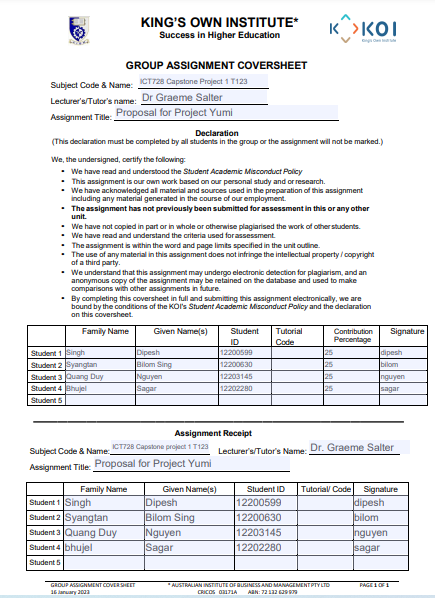 KING'S OWN INSTITUTE*
Success in Higher Education
KOI
King's Own Institute
GROUP ASSIGNMENT COVERSHEET
Subject Code & Name: ICT728 Capstone Project 1 T123
Lecturer's/Tutor's name: Dr Graeme Salter
Assignment Title: Proposal for Project Yumi
Declaration
(This declaration must be completed by all students in the group or the assignment will not be marked.)
We, the undersigned, certify the following:
• We have read and understood the Student Academic Misconduct Policy
• This assignment is our own work based on our personal study and or research.
• We have acknowledged all material and sources used in the preparation of this assignment
including any material generated in the course of our employment.
• The assignment has not previously been submitted for assessment in this or any other
unit.
• We have not copied in part or in whole or otherwise plagiarised the work of other students.
• We have read and understand the criteria used for assessment.
• The assignment is within the word and page limits specified in the unit outline.
• The use of any material in this assignment does not infringe the intellectual property / copyright
of a third party.
• We understand that this assignment may undergo electronic detection for plagiarism, and an
anonymous copy of the assignment may be retained on the database and used to make
comparisons with other assignments in future.
• By completing this coversheet in full and submitting this assignment electronically, we are
bound by the conditions of the KOI's Student Academic Misconduct Policy and the declaration
on this coversheet.
Family Name Given Name(s) Student ID Tutorial Code Contribution Percentage Signature
Student 1 Singh Dipesh 12200599 25 dipesh
Student 2 Syangtan Bilom Sing 12200630 25 bilom
Student 3 Quang Duy Nguyen 12203145 25 nguyen
Student 4 Bhujel Sagar 12202280 25 sagar
Student 5
Assignment Receipt
Subject Code & Name: ICT728 Capstone project 1 T123 Lecturer's/Tutor's Name: Dr. Graeme Salter
Assignment Title: Proposal for Project Yumi
Family Name Given Name(s) Student ID Tutorial/ Code Signature
Student 1 Singh Dipesh 12200599 dipesh
Student 2 Syangtan Bilom Sing 12200630 bilom
Student 3 Quang Duy Nguyen 12203145 nguyen
Student 4 bhujel Sagar 12202280 sagar
Student 5
GROUP ASSIGNMENT COVERSHEET * AUSTRALIAN INSTITUTE OF BUSINESS AND MANAGEMENT PTY LTD PAGE 1 OF 1
16 January 2023 CRICOS 03171A ABN: 72 132 629 979